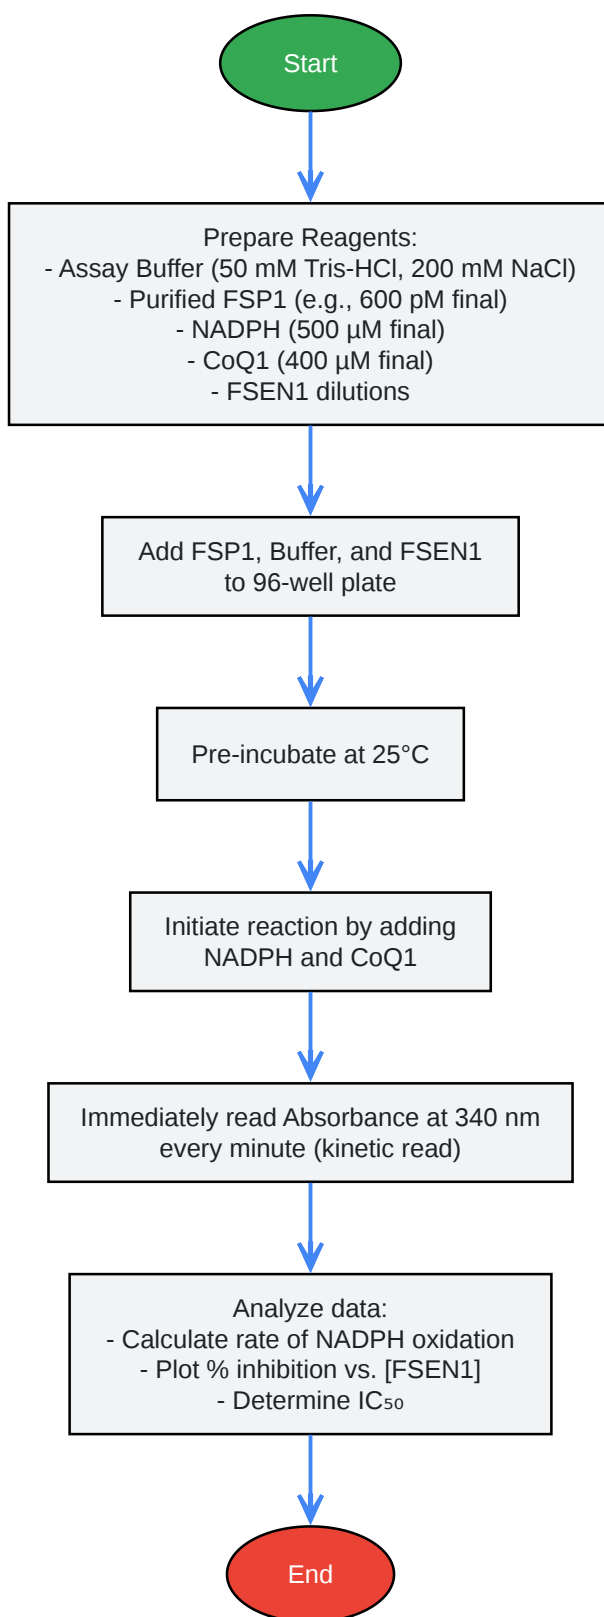 Start
Prepare Reagents:
- Assay Buffer (50 mM Tris-HCl, 200 mM NaCl)
- Purified FSP1 (e.g., 600 pM final)
- NADPH (500 µM final)
- CoQ1 (400 µM final)
- FSEN1 dilutions
Add FSP1, Buffer, and FSEN1
to 96-well plate
Pre-incubate at 25°C
Initiate reaction by adding
NADPH and CoQ1
Immediately read Absorbance at 340 nm
every minute (kinetic read)
Analyze data:
- Calculate rate of NADPH oxidation
- Plot % inhibition vs. [FSEN1]
- Determine IC₅₀
End